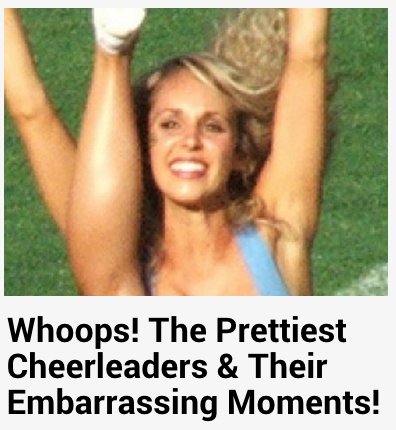 Whoops! The Prettiest
Cheerleaders & Their
Embarrassing Moments!